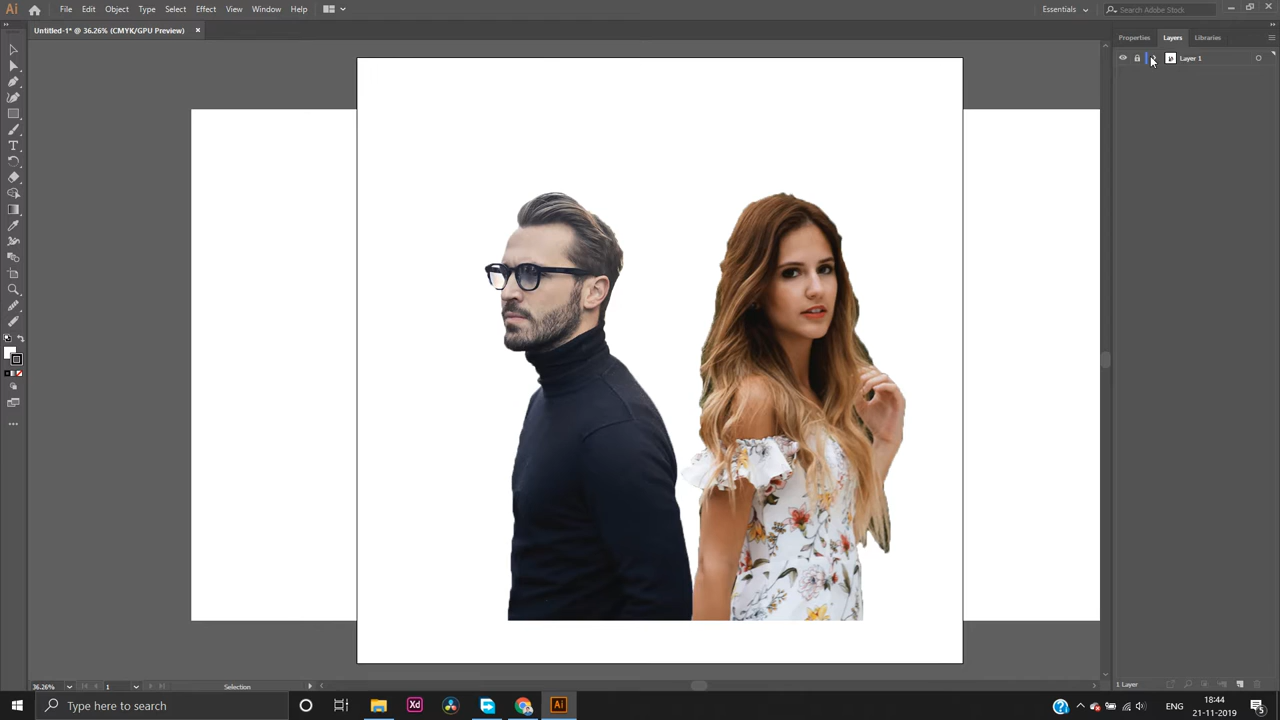 Ai File Edit Object Type Select Effect View Window Help Essentials Search Adobe Stock
Untitled-1* @ 36.26% (CMYK/GPU Preview) ×
Properties Layers Libraries
Layer 1
T
36.26% 1 Selection
1 Layer
Type here to search Xd Ai
18:44
21-11-2019